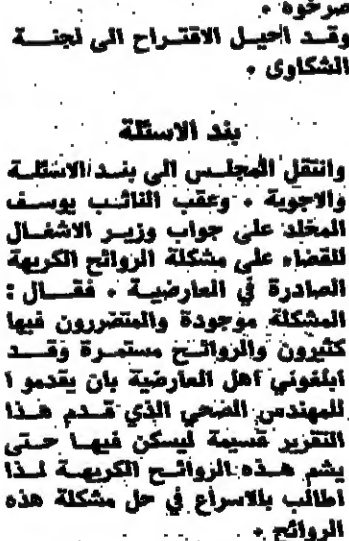 صرخوه .
وقد احيل الاقتراح الى لجنة
الشكاوى .
بند الاسئلة
وانتقل المجلس الى بند الاسئلة
والاجوبة . وعقب النائب يوسف
المخلد على جواب وزير الاشغال
للقضاء على مشكلة الروائح الكريهة
الصادرة في العارضية . فقال :
المشكلة موجودة والمتضررون فيها
كثيرون والروائح مستمرة وقد
ابلغوني اهل العارضية بان يقدموا
للمهندس الصحي الذي قدم هذا
التقرير قسيمة ليسكن فيها حتى
يشم هذه الروائح الكريهة لذا
اطالب بالاسراع في حل مشكلة هذه
الروائح .